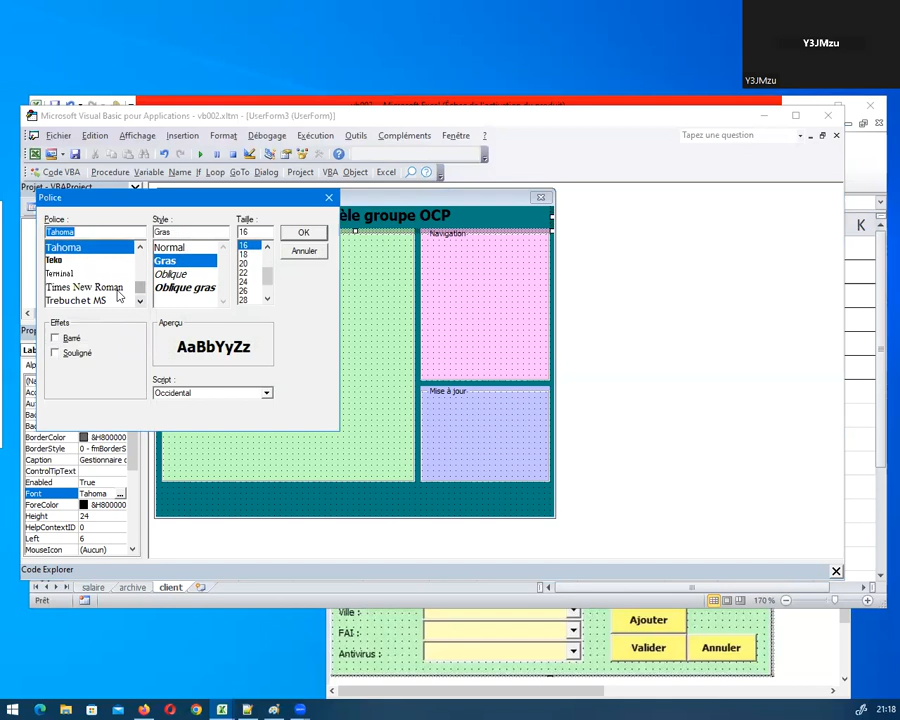 Y3JMzu
Y3JMzu
Microsoft Visual Basic pour Applications - vb002.xltm - [UserForm3 (UserForm)]
Fichier Edition Affichage Insertion Format Débogage Exécution Outils Compléments Fenêtre ?
Tapez une question
Code VBA Procedure Variable Name If Loop GoTo Dialog Project VBA Object Excel
Projet - VBAProject
Police
Police : Style : Taille :
Tahoma Gras 16 OK
Tahoma Normal 16
Annuler
Teko Gras 18
20
Terminal Oblique 22
24
Times New Roman Oblique gras 26
Trebuchet MS 28
Effets Aperçu
Barré
Souligné
AaBbYyZz
Script :
Occidental
èle groupe OCP
Navigation
Mise à jour
K
BorderColor &H800000
BorderStyle 0 - fmBorderS
Caption Gestionnaire d
ControlTipText
Enabled True
Font Tahoma ...
ForeColor &H800000
Height 24
HelpContextID 0
Left 6
MouseIcon (Aucun)
Code Explorer
salaire archive client
Prêt 170 %
Ville :
Ajouter
FAI :
Antivirus :
Valider Annuler
21:18